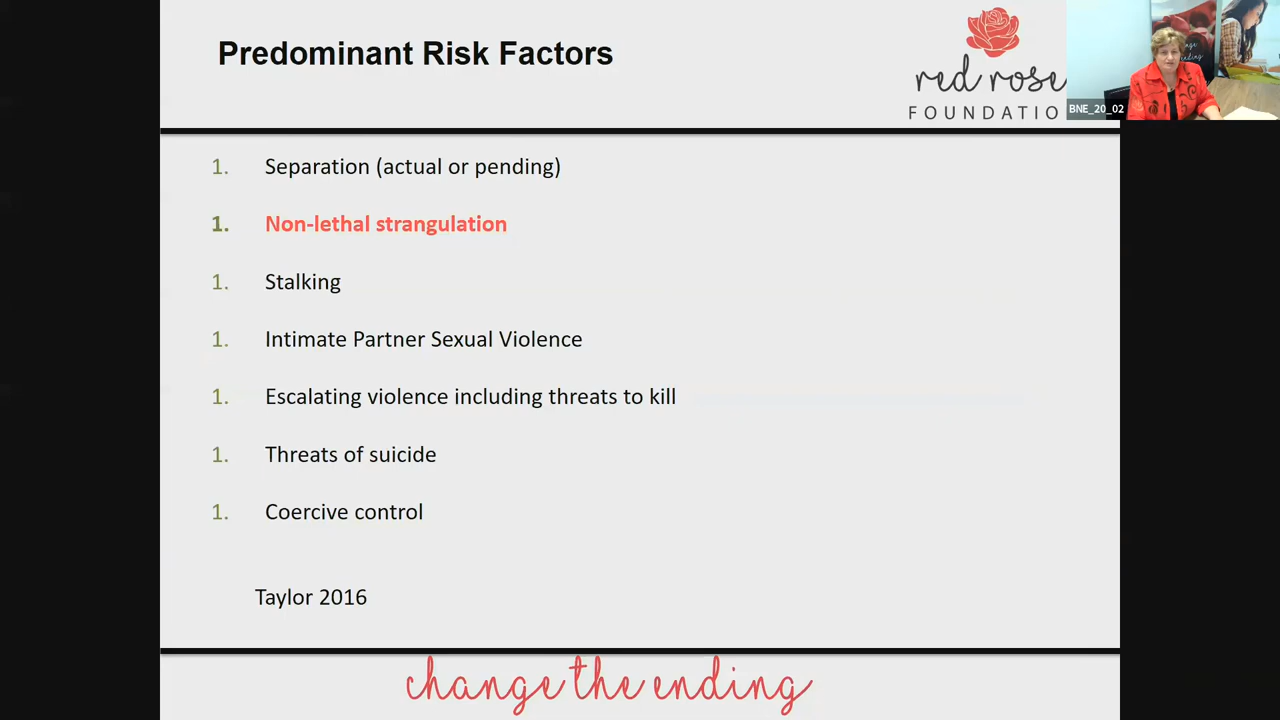 Predominant Risk Factors
red rose
FOUNDATIO
BNE_20_02
1. Separation (actual or pending)
1. Non-lethal strangulation
1. Stalking
1. Intimate Partner Sexual Violence
1. Escalating violence including threats to kill
1. Threats of suicide
1. Coercive control
Taylor 2016
change the ending